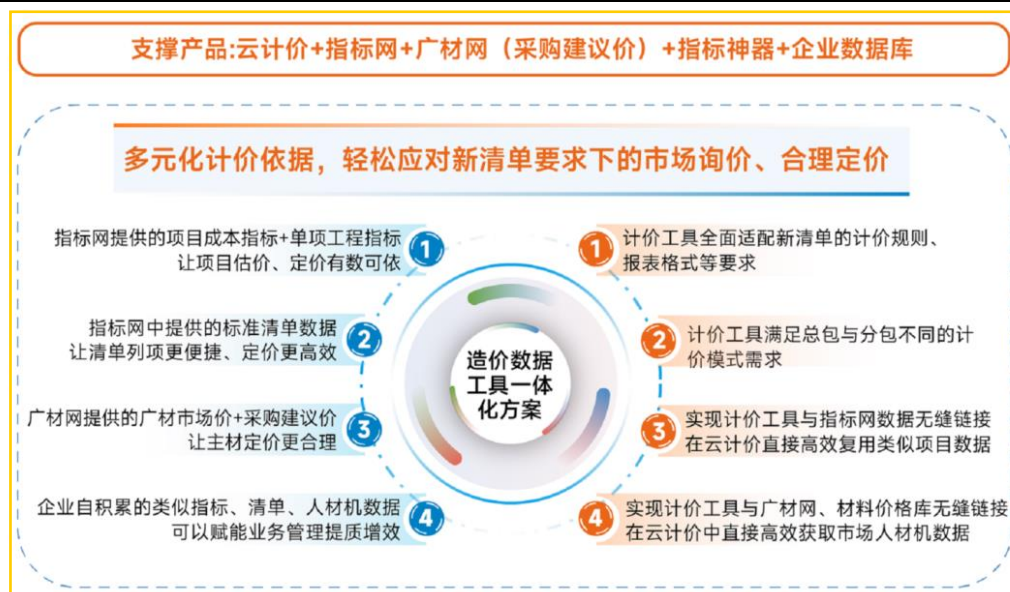 支撑产品:云计价+指标网+广材网（采购建议价）+指标神器+企业数据库
多元化计价依据，轻松应对新清单要求下的市场询价、合理定价
指标网提供的项目成本指标+单项工程指标
让项目估价、定价有数可依
1
指标网中提供的标准清单数据
让清单列项更便捷、定价更高效
2
广材网提供的广材市场价+采购建议价
让主材定价更合理
3
企业自积累的类似指标、清单、人材机数据
可以赋能业务管理提质增效
4
造价数据
工具一体
化方案
1
计价工具全面适配新清单的计价规则、
报表格式等要求
2
计价工具满足总包与分包不同的计
价模式需求
3
实现计价工具与指标网数据无缝链接
在云计价直接高效复用类似项目数据
4
实现计价工具与广材网、材料价格库无缝链接
在云计价中直接高效获取市场人材机数据